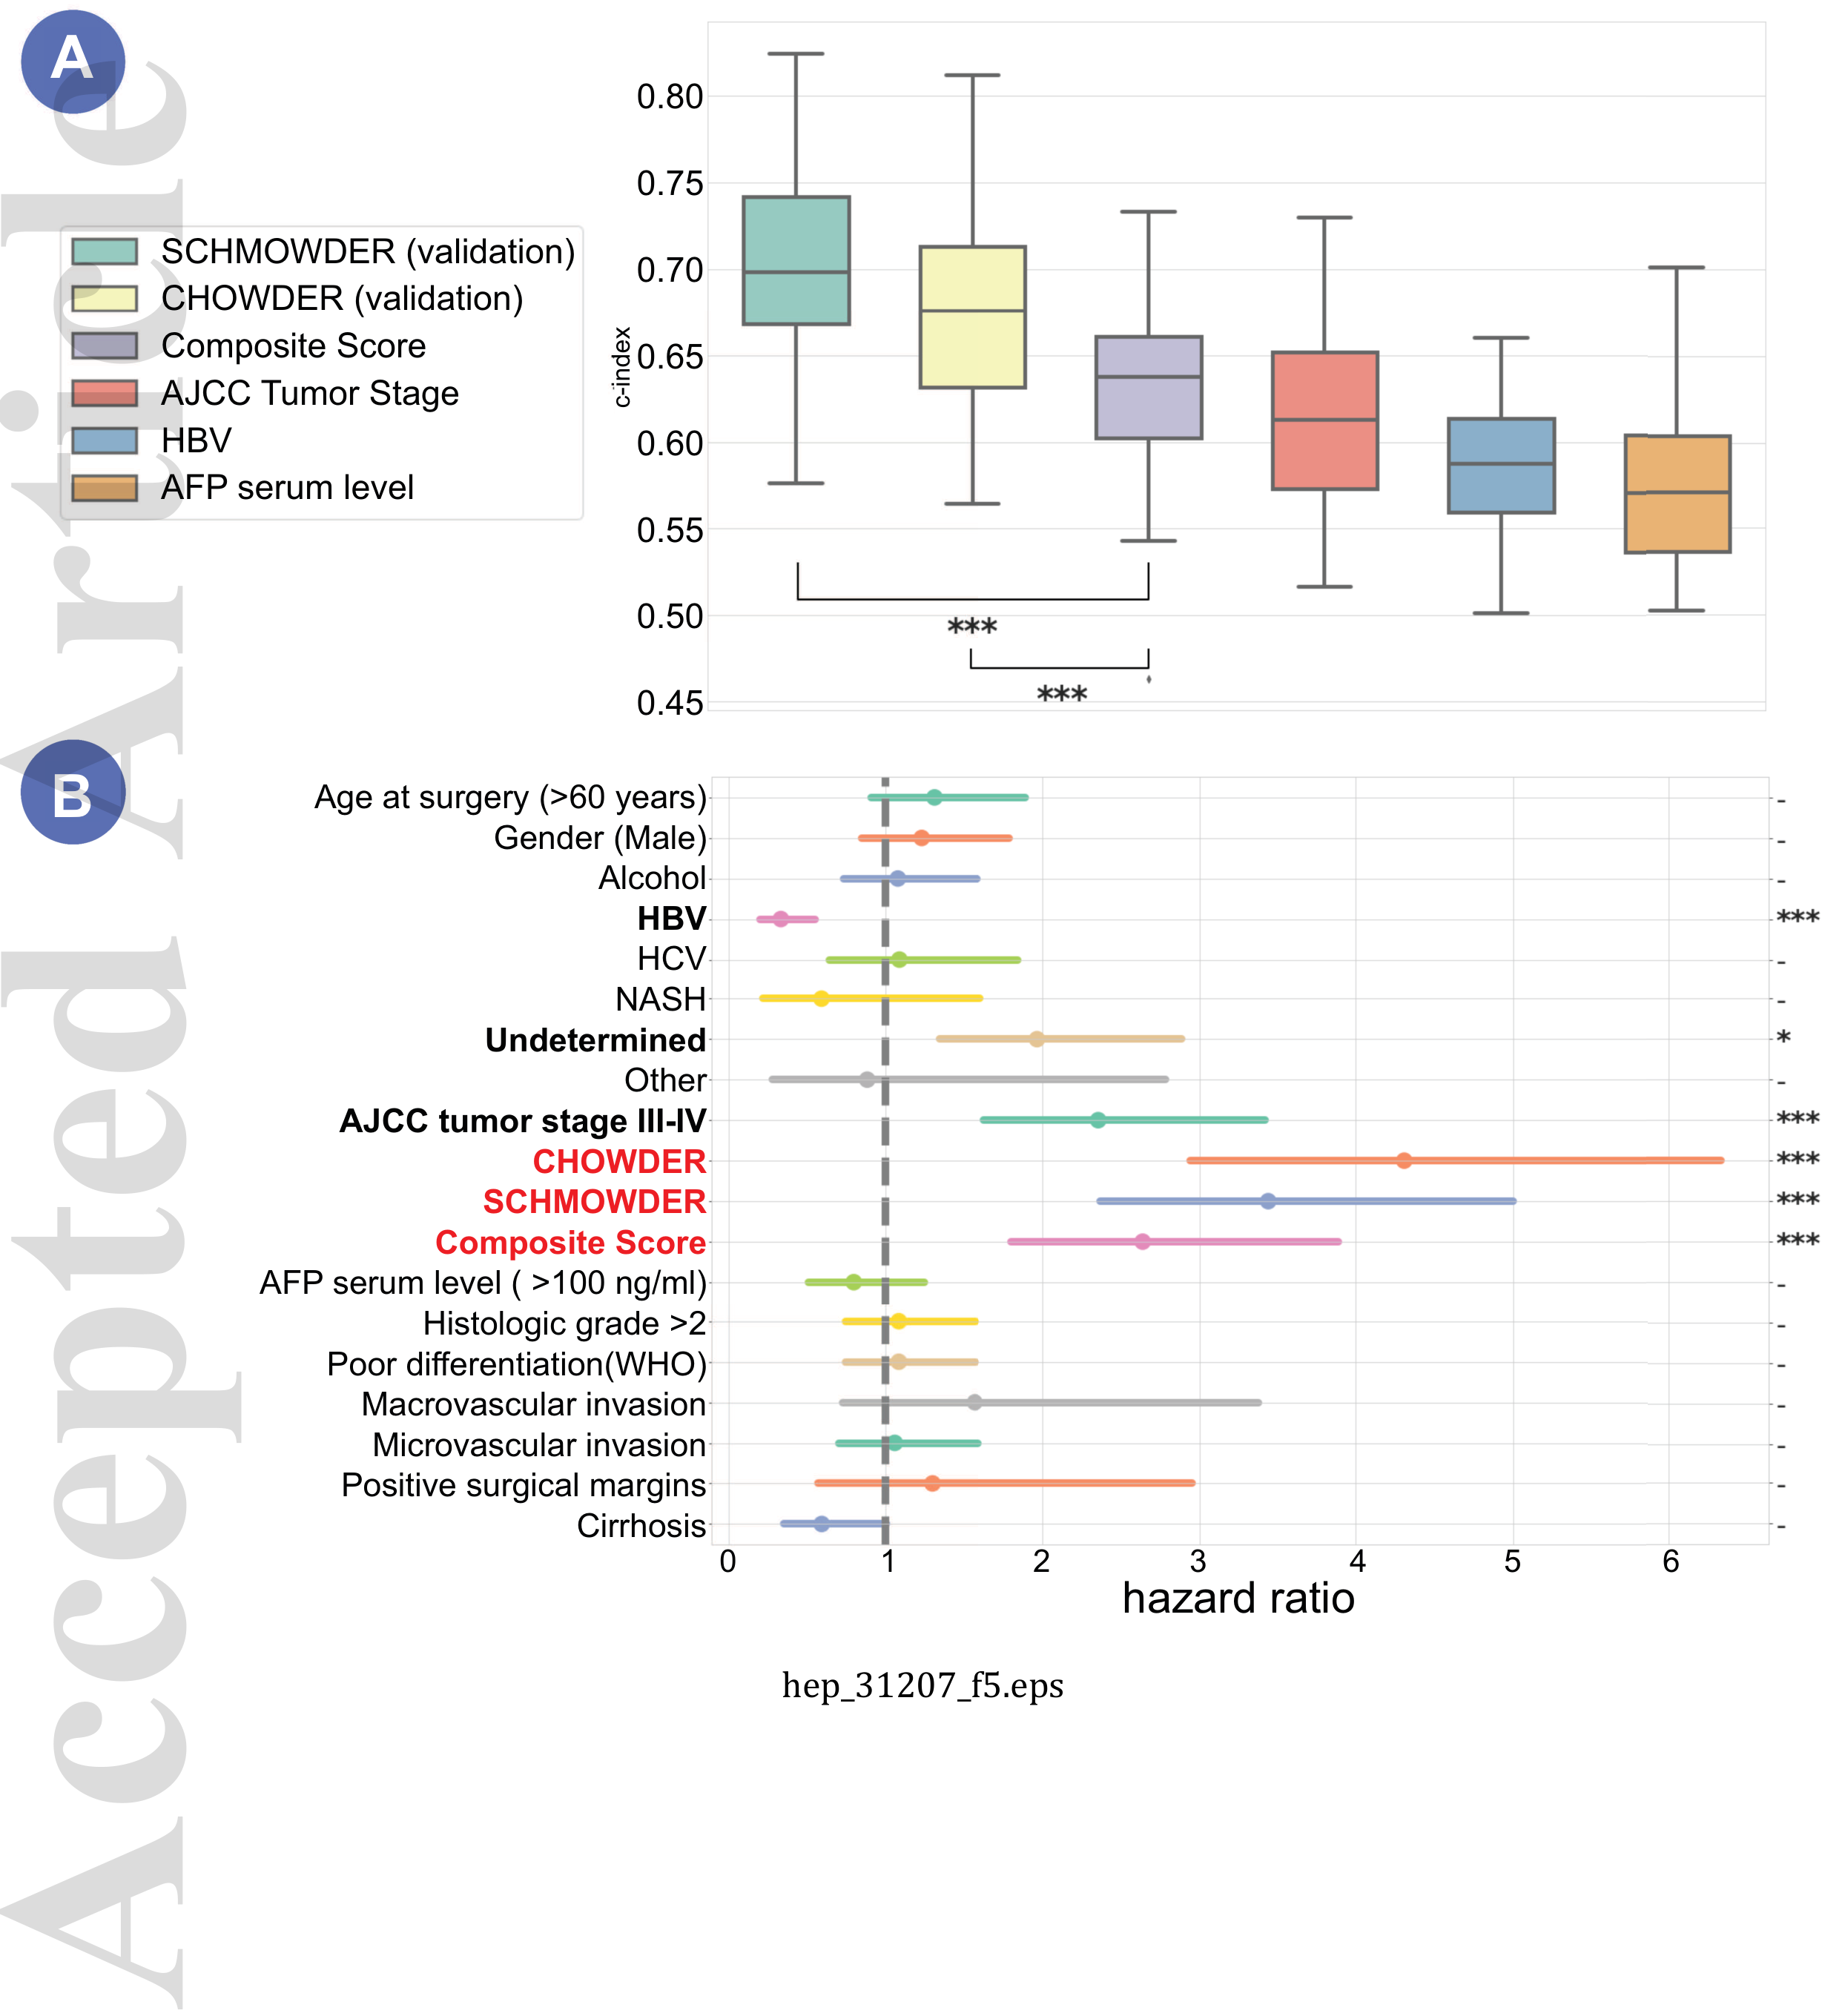 Accepted Article
A
SCHMOWDER (validation)
CHOWDER (validation)
Composite Score
AJCC Tumor Stage
HBV
AFP serum level
c-index
0.80
0.75
0.70
0.65
0.60
0.55
0.50
0.45
***
***
B
Age at surgery (>60 years) -
Gender (Male) -
Alcohol -
HBV ***
HCV -
NASH -
Undetermined *
Other -
AJCC tumor stage III-IV ***
CHOWDER ***
SCHMOWDER ***
Composite Score ***
AFP serum level ( >100 ng/ml) -
Histologic grade >2 -
Poor differentiation(WHO) -
Macrovascular invasion -
Microvascular invasion -
Positive surgical margins -
Cirrhosis -
0 1 2 3 4 5 6
hazard ratio
hep_31207_f5.eps